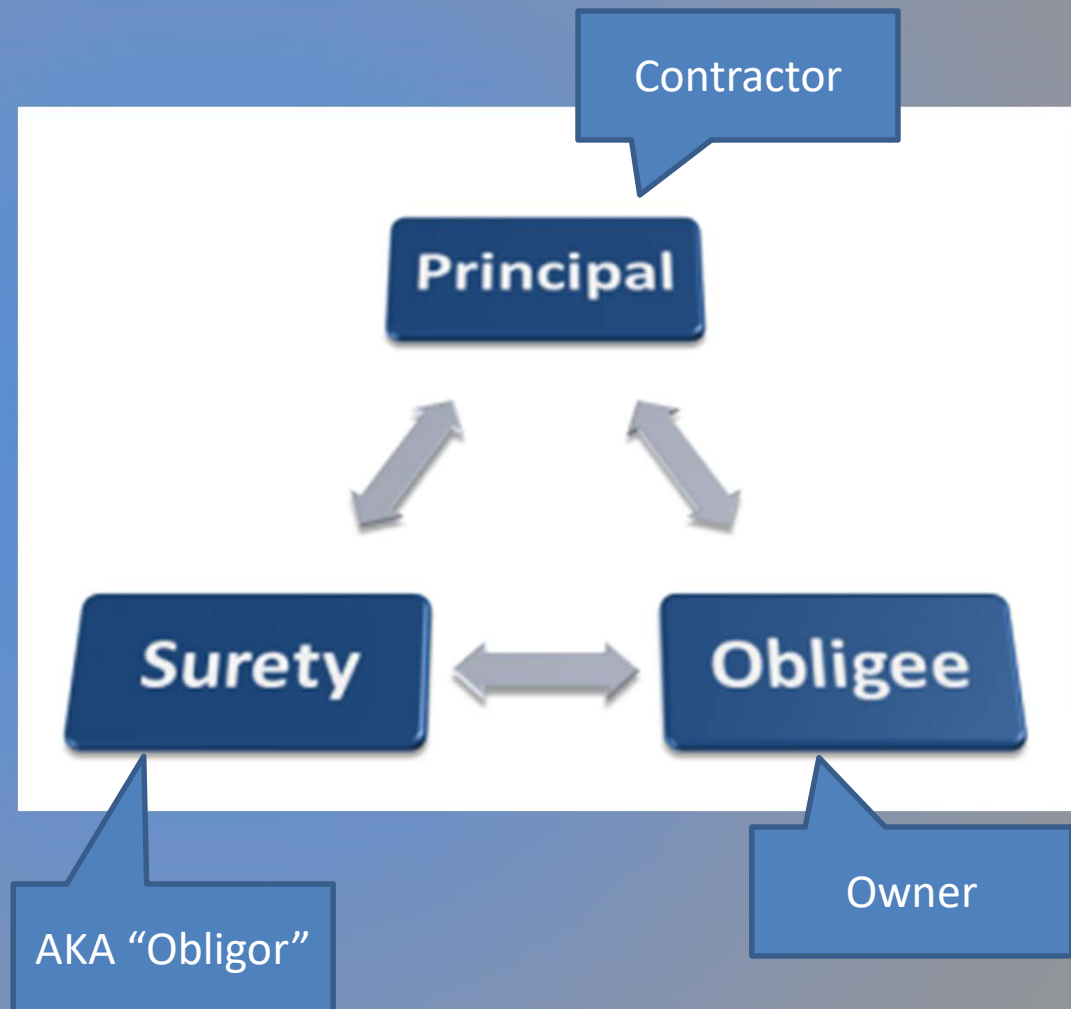 Contractor
Principal
Surety
Obligee
Owner
AKA “Obligor”